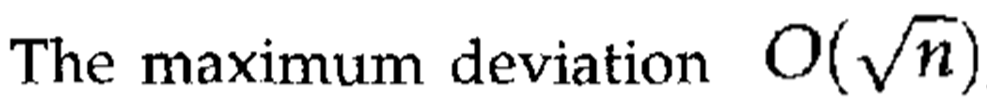 The maximum deviation O(√n)